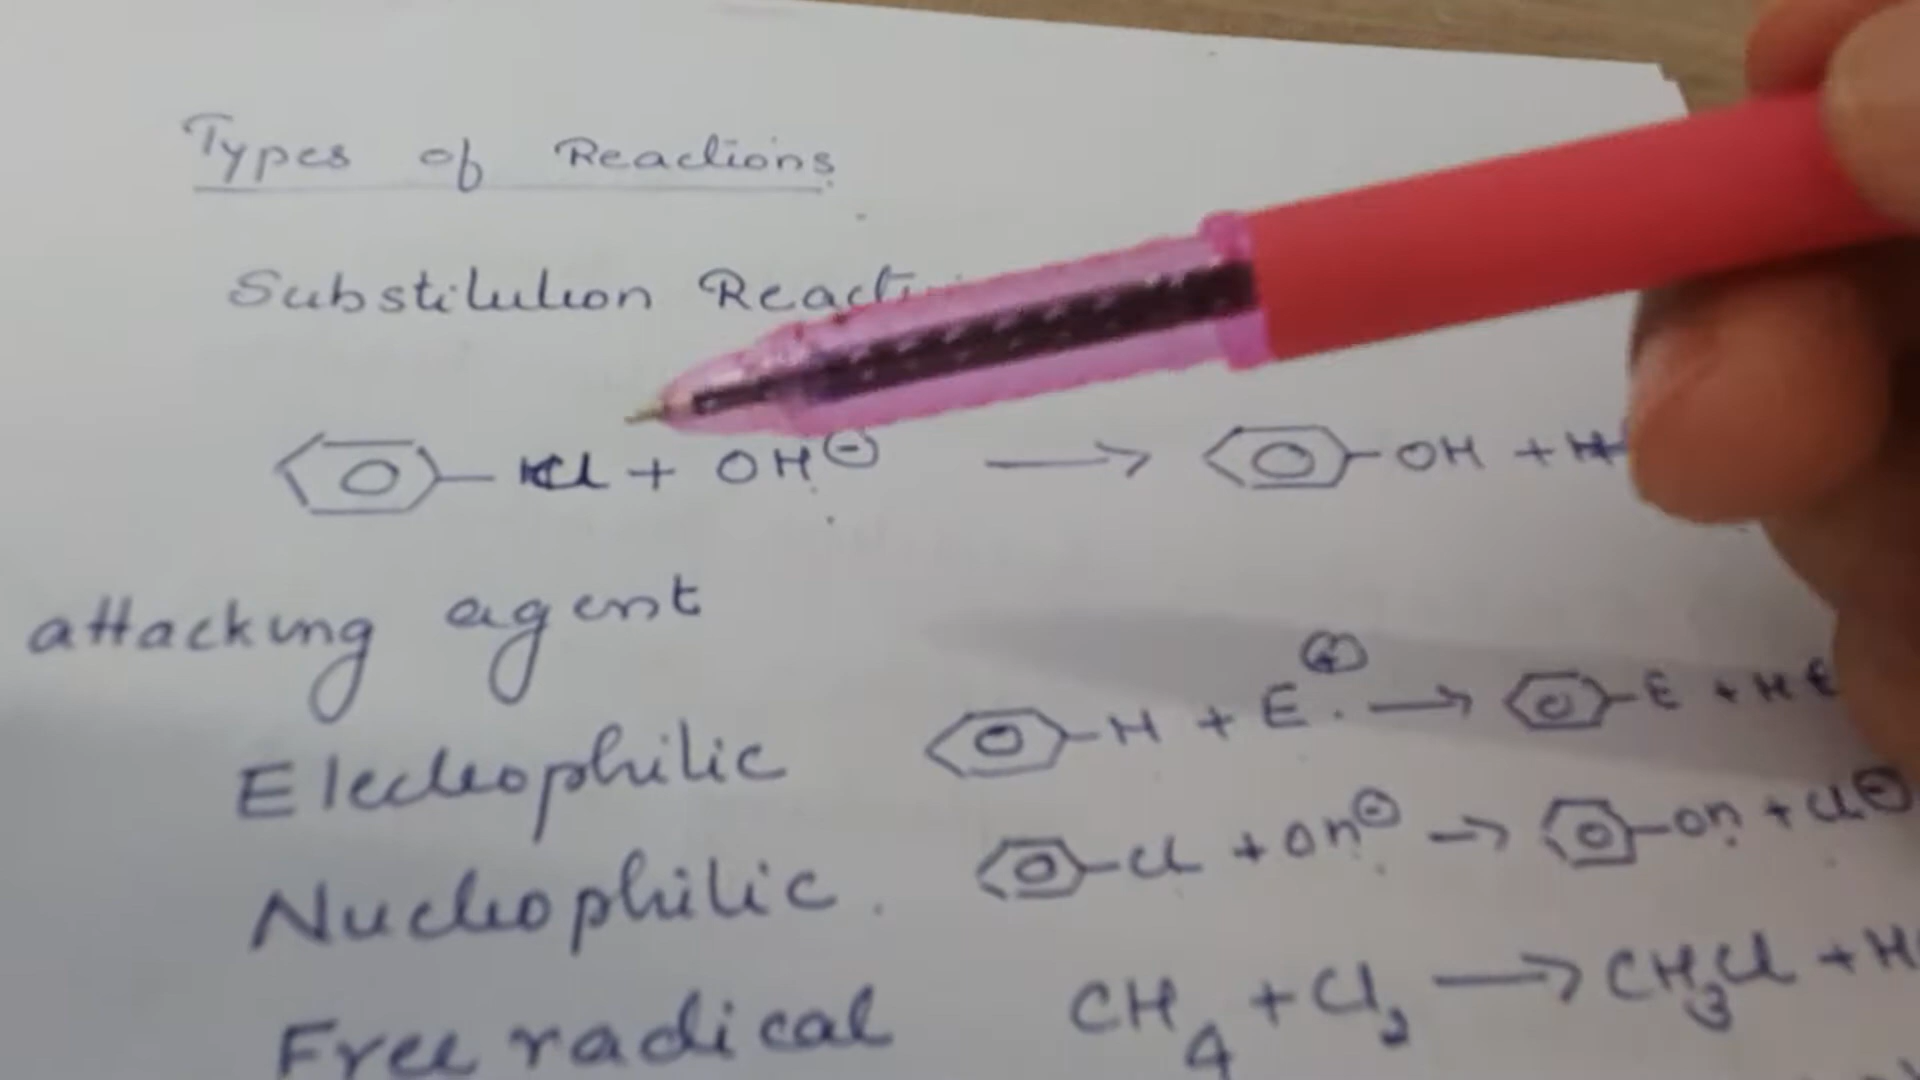 Types of Reactions
Substitution Reacti
Cl + OH⊖ → OH + H
attacking agent
Electrophilic H + E⊕ → E + H
Nucleophilic. Cl + OH⊖ → OH + Cl⊖
Free radical CH4 + Cl2 → CH3Cl + H